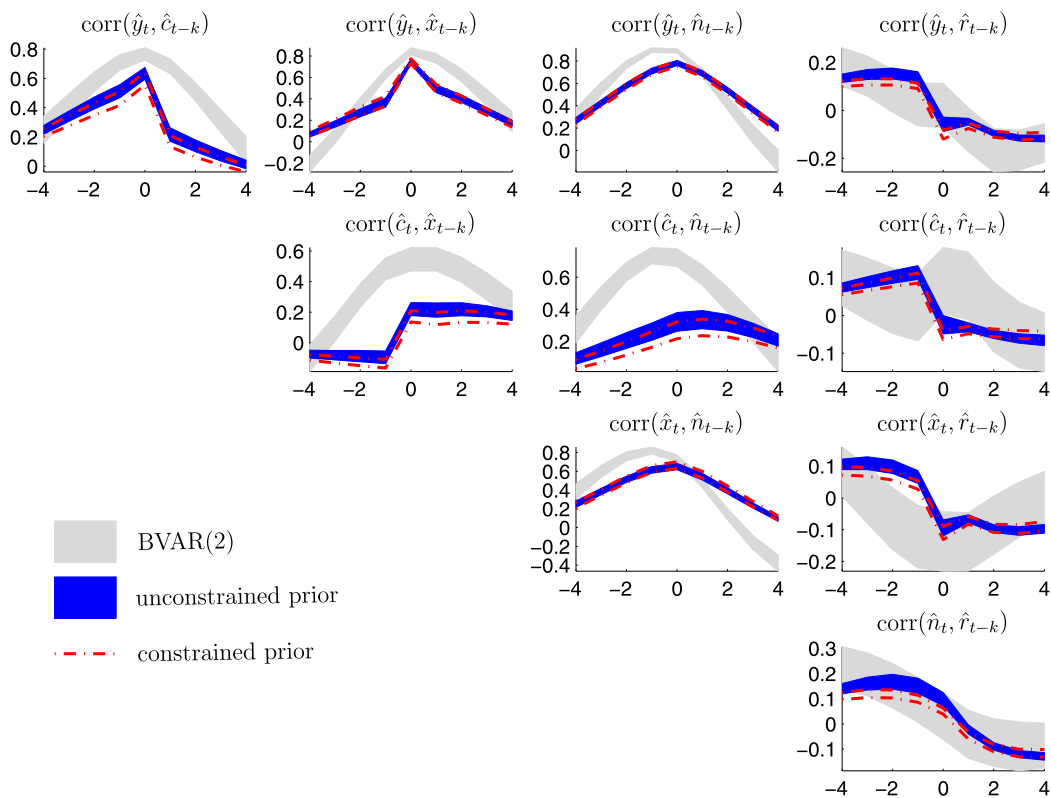 corr(ŷ_t, ĉ_{t−k}) corr(ŷ_t, x̂_{t−k}) corr(ŷ_t, n̂_{t−k}) corr(ŷ_t, r̂_{t−k})
0.8 0.8 0.8 0.2
0.6 0.6 0.6 0
0.4 0.4 0.4 −0.2
0.2 0.2 0.2
0 0 0
−0.2
−4 −2 0 2 4 −4 −2 0 2 4 −4 −2 0 2 4 −4 −2 0 2 4
corr(ĉ_t, x̂_{t−k}) corr(ĉ_t, n̂_{t−k}) corr(ĉ_t, r̂_{t−k})
0.6 0.6 0.1
0.4 0.4 0
0.2 0.2 −0.1
0
−4 −2 0 2 4 −4 −2 0 2 4 −4 −2 0 2 4
corr(x̂_t, n̂_{t−k}) corr(x̂_t, r̂_{t−k})
0.8 0.1
0.6 0
0.4 −0.1
0.2 −0.2
0
−0.2
−0.4
−4 −2 0 2 4 −4 −2 0 2 4
corr(n̂_t, r̂_{t−k})
0.3
0.2
0.1
0
−0.1
−4 −2 0 2 4
BVAR(2)
unconstrained prior
constrained prior